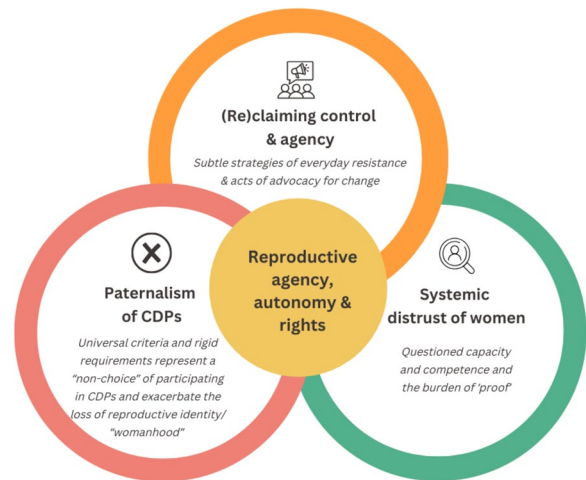 (Re)claiming control
& agency
Subtle strategies of everyday resistance
& acts of advocacy for change
Reproductive
agency,
autonomy &
rights
Paternalism
of CDPs
Universal criteria and rigid
requirements represent a
“non-choice” of participating
in CDPs and exacerbate the
loss of reproductive identity/
“womanhood”
Systemic
distrust of women
Questioned capacity
and competence and
the burden of ‘proof’